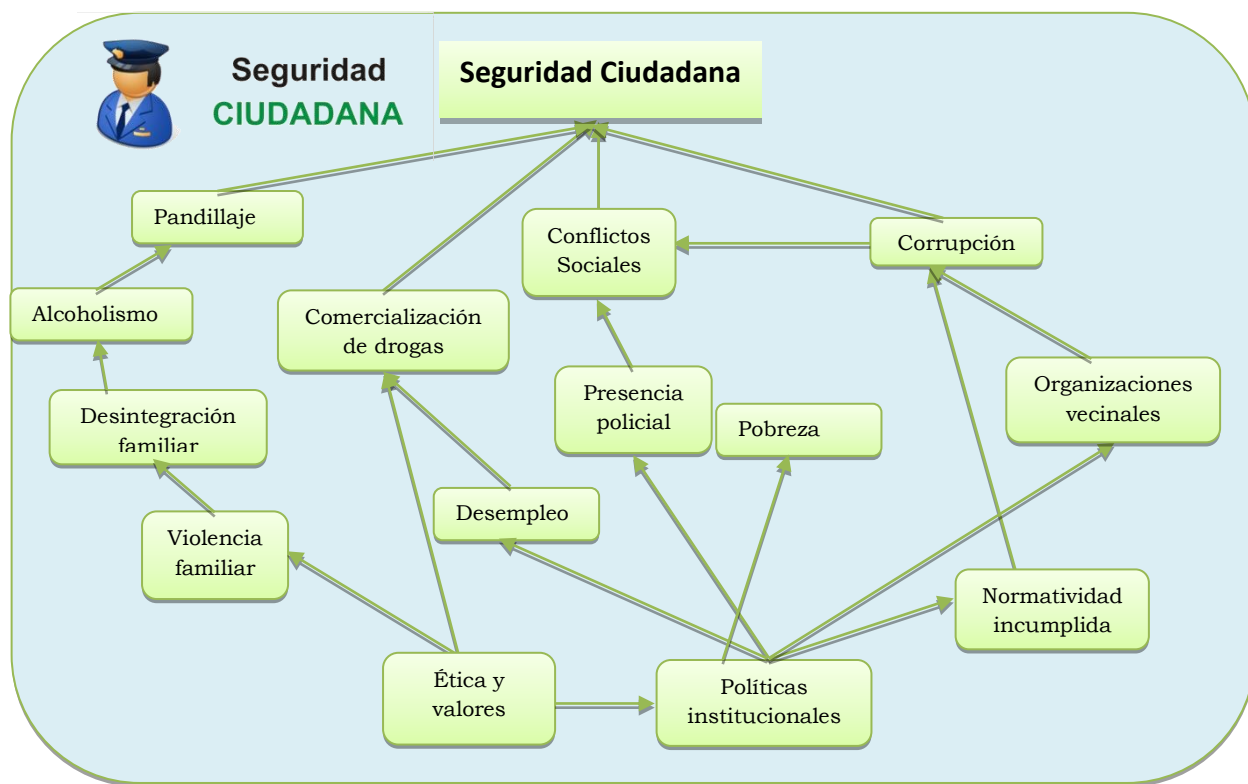 Seguridad
CIUDADANA
Seguridad Ciudadana
Pandillaje
Conflictos
Sociales
Corrupción
Alcoholismo
Comercialización
de drogas
Desintegración
familiar
Presencia
policial
Pobreza
Organizaciones
vecinales
Violencia
familiar
Desempleo
Normatividad
incumplida
Ética y
valores
Políticas
institucionales